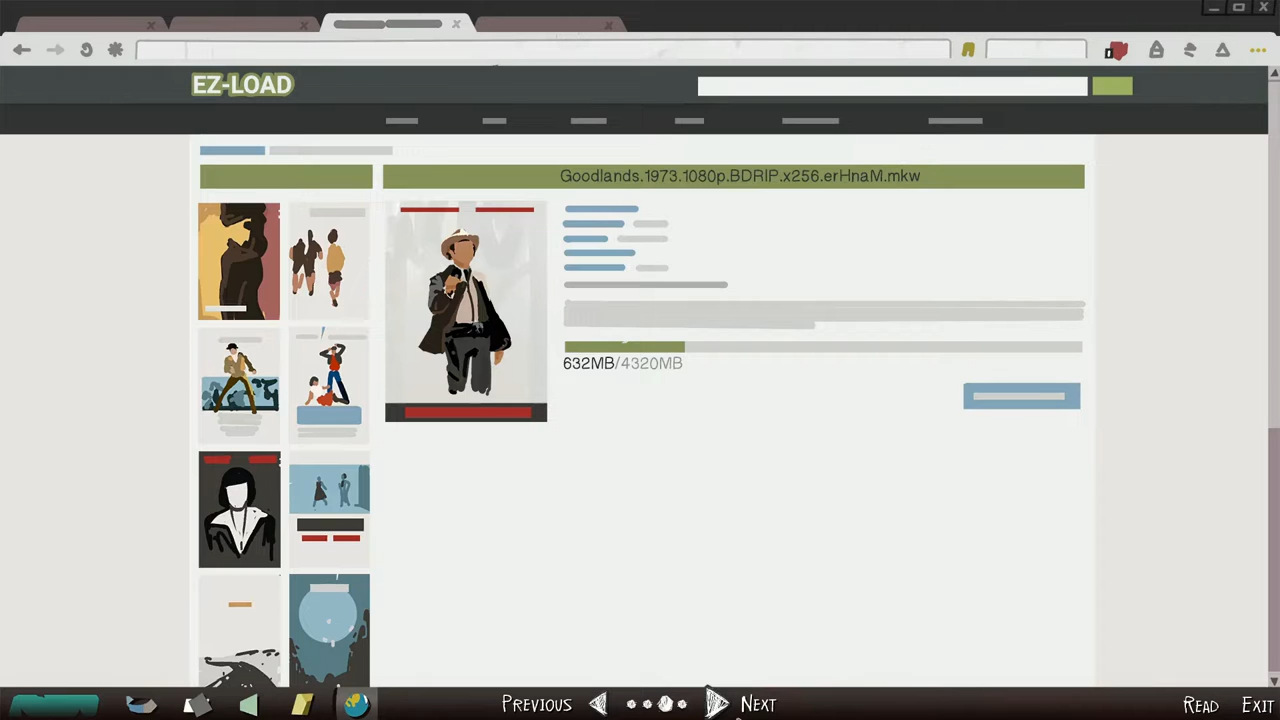 EZ-LOAD
Goodlands.1973.1080p.BDRIP.x256.erHnaM.mkw
632MB/4320MB
PREVIOUS
NEXT
READ
EXIT